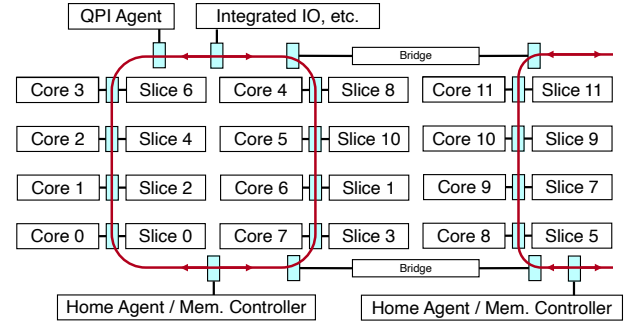 QPI Agent
Integrated IO, etc.
Bridge
Core 3
Slice 6
Core 4
Slice 8
Core 11
Slice 11
Core 2
Slice 4
Core 5
Slice 10
Core 10
Slice 9
Core 1
Slice 2
Core 6
Slice 1
Core 9
Slice 7
Core 0
Slice 0
Core 7
Slice 3
Core 8
Slice 5
Bridge
Home Agent / Mem. Controller
Home Agent / Mem. Controller